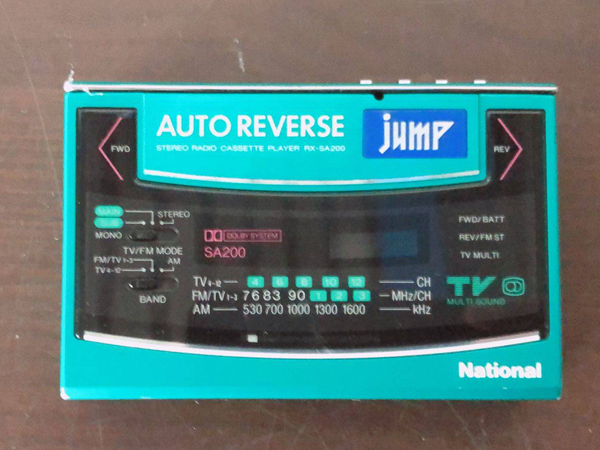 AUTO REVERSE
STEREO RADIO CASSETTE PLAYER RX-SA200
jump
FWD
REV
MAIN
SUB
STEREO
MONO
TV/FM MODE
FM/TV1-3
AM
TV4-12
BAND
DOLBY SYSTEM
SA200
FWD/BATT
REV/FM ST
TV MULTI
TV
MULTI SOUND
TV4-12 4 6 8 10 12 CH
FM/TV1-3 76 83 90 1 2 3 MHz/CH
AM 530 700 1000 1300 1600 kHz
National